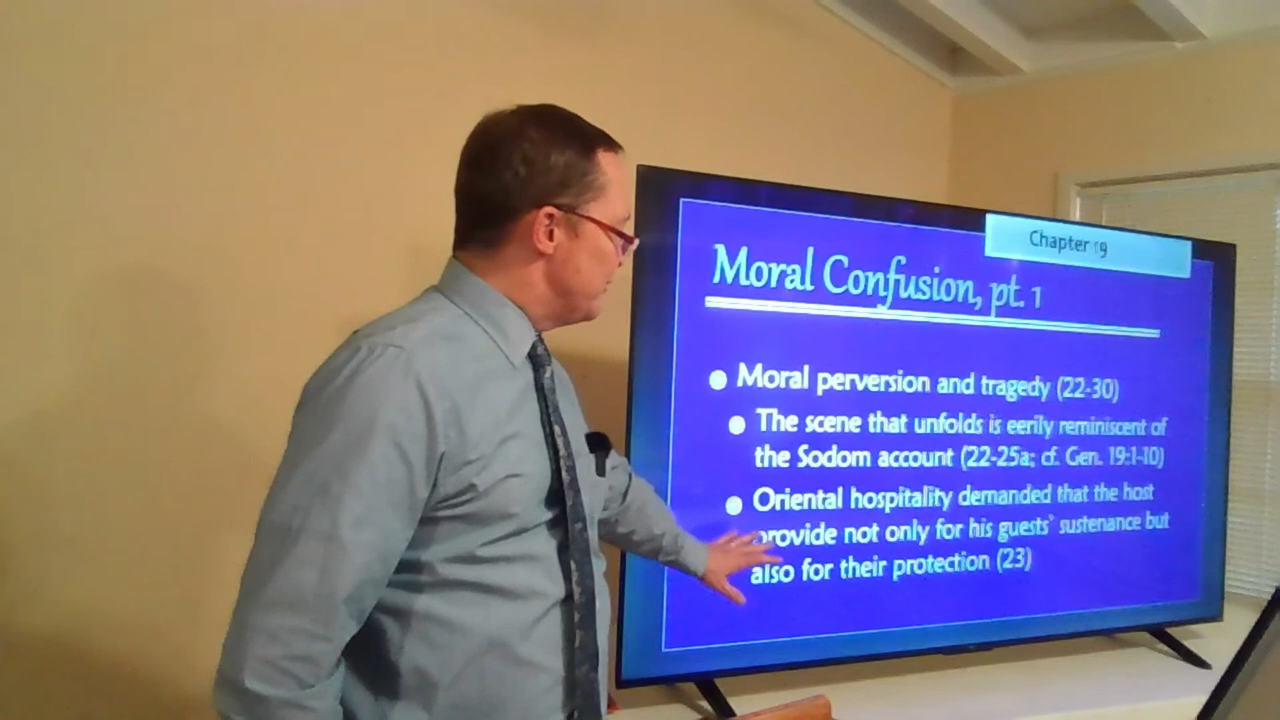 Chapter 19
Moral Confusion, pt. 1
● Moral perversion and tragedy (22-30)
● The scene that unfolds is eerily reminiscent of
the Sodom account (22-25a; cf. Gen. 19:1-10)
● Oriental hospitality demanded that the host
provide not only for his guests' sustenance but
also for their protection (23)